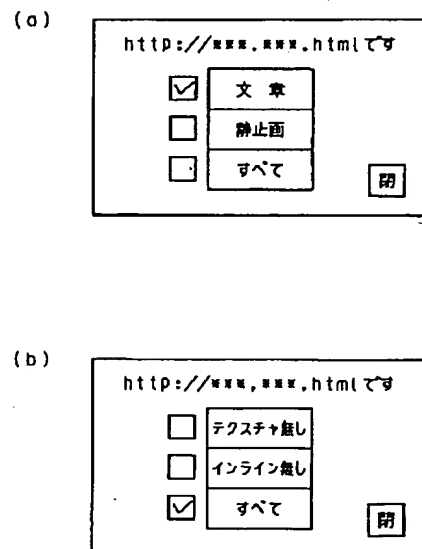 (a)
http://***.***.htmlです
文 章
静止画
すべて
閉
(b)
http://***.***.htmlです
テクスチャ無し
インライン無し
すべて
閉